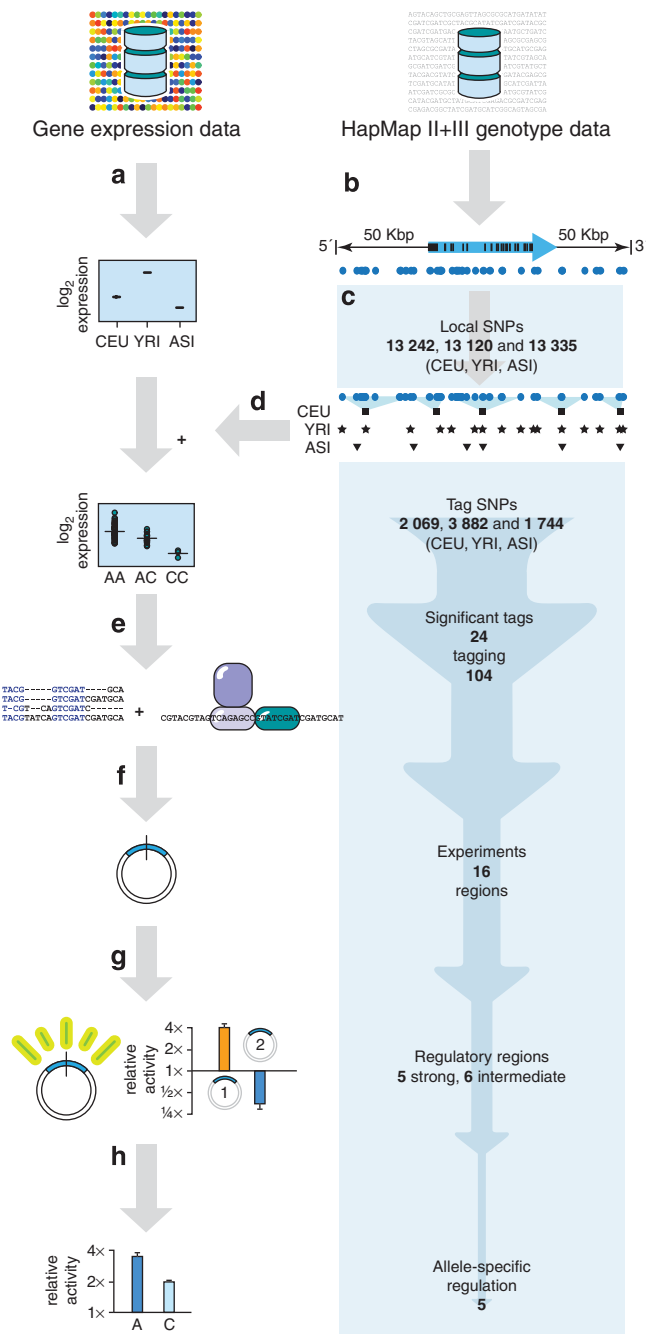 AGTACAGCTGCGAGTTAGCGCGCATGATATAT
Gene expression data
HapMap II+III genotype data
a
b
5´
50 Kbp
50 Kbp
3´
log2 expression
CEU YRI ASI
c
Local SNPs
13 242, 13 120 and 13 335
(CEU, YRI, ASI)
d
+
CEU
YRI
ASI
log2 expression
AA AC CC
Tag SNPs
2 069, 3 882 and 1 744
(CEU, YRI, ASI)
e
Significant tags
24
tagging
104
TACG-----GTCGAT----GCA
TACG-----GTCGATCGATGCA
T-CGT--CAGTCGATC------
TACGTATCAGTCGATCGATGCA
+
CGTACGTAGTCAGAGCCGTATCGATCGATGCAT
f
Experiments
16
regions
g
relative activity
4×
2×
1×
½×
¼×
1
2
Regulatory regions
5 strong, 6 intermediate
h
relative activity
4×
2×
1×
A C
Allele-specific
regulation
5